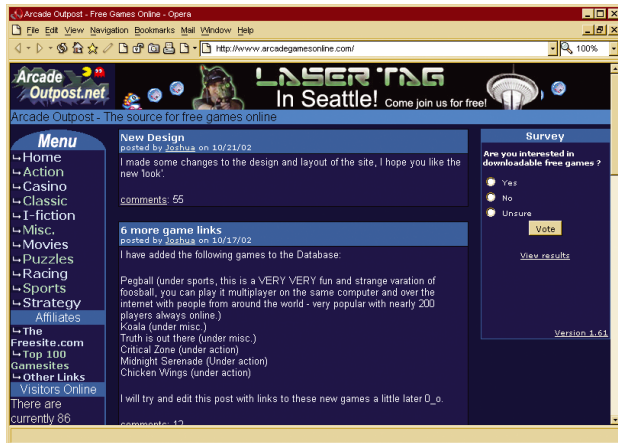 Arcade Outpost - Free Games Online - Opera
File Edit View Navigation Bookmarks Mail Window Help
http://www.arcadegamesonline.com/
100%
Arcade
Outpost.net
LASER TAG
In Seattle! Come join us for free!
Arcade Outpost - The source for free games online
Menu
Home
Action
Casino
Classic
I-fiction
Misc.
Movies
Puzzles
Racing
Sports
Strategy
Affiliates
The
Freesite.com
Top 100
Gamesites
Other Links
Visitors Online
There are
currently 86
New Design
posted by Joshua on 10/21/02
I made some changes to the design and layout of the site, I hope you like the
new 'look'.
comments: 55
6 more game links
posted by Joshua on 10/17/02
I have added the following games to the Database:
Pegball (under sports, this is a VERY VERY fun and strange varation of
foosball, you can play it multiplayer on the same computer and over the
internet with people from around the world - very popular with nearly 200
players always online.)
Koala (under misc.)
Truth is out there (under misc.)
Critical Zone (under action)
Midnight Serenade (Under action)
Chicken Wings (under action)
I will try and edit this post with links to these new games a little later 0_o.
comments: 12
Survey
Are you interested in
downloadable free games ?
Yes
No
Unsure
Vote
View results
Version 1.61